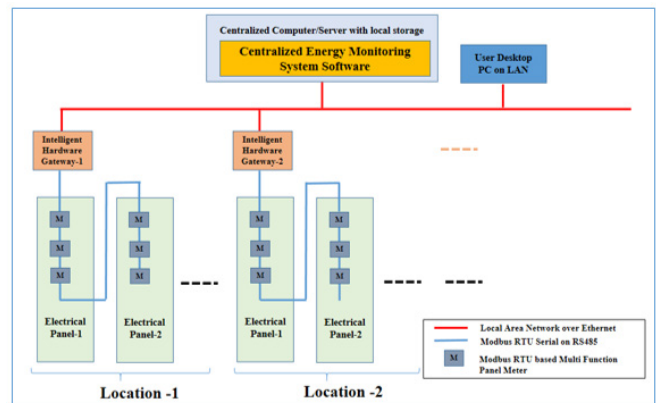 Centralized Computer/Server with local storage
Centralized Energy Monitoring
System Software
User Desktop
PC on LAN
Intelligent
Hardware
Gateway-1
Intelligent
Hardware
Gateway-2
M
M
M
M
M
M
M
M
M
M
M
M
Electrical
Panel-1
Electrical
Panel-2
Electrical
Panel-1
Electrical
Panel-2
Location -1
Location -2
Local Area Network over Ethernet
Modbus RTU Serial on RS485
M
Modbus RTU based Multi Function
Panel Meter